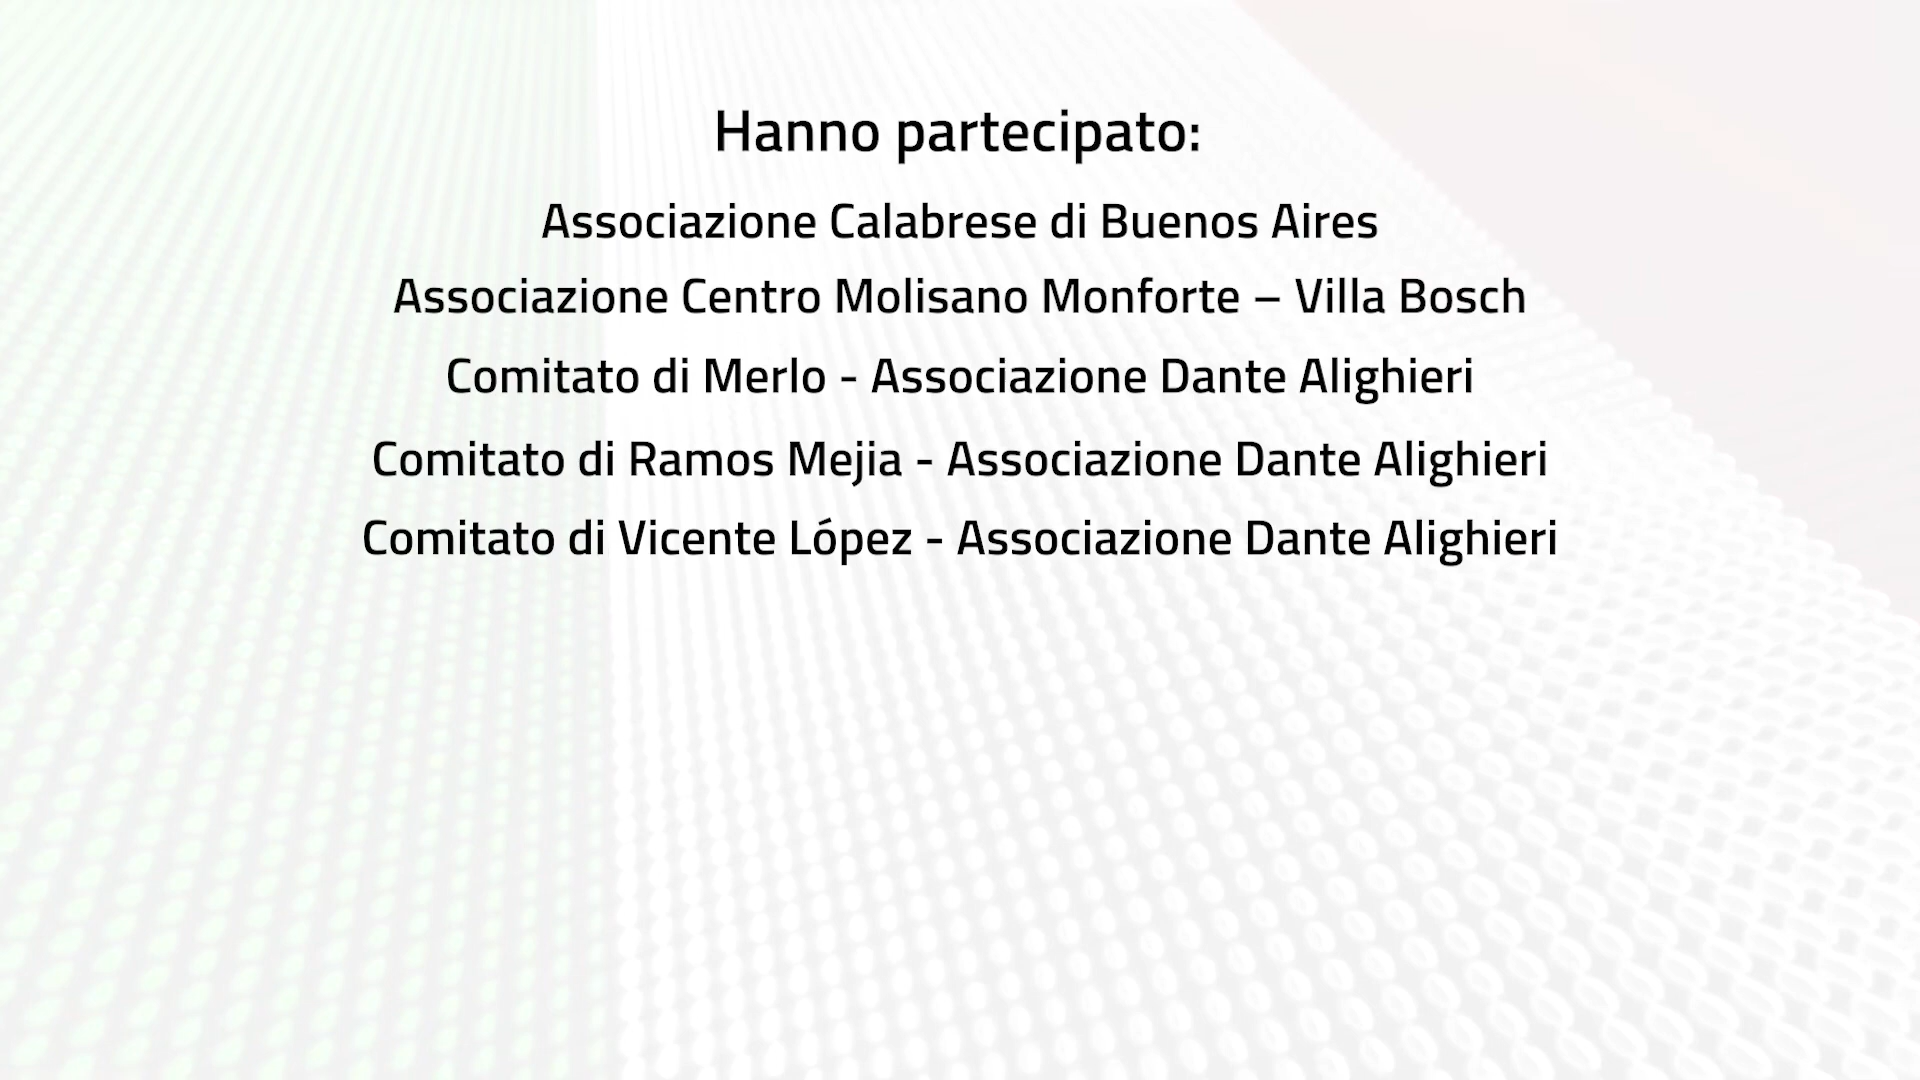 Hanno partecipato:
Associazione Calabrese di Buenos Aires
Associazione Centro Molisano Monforte – Villa Bosch
Comitato di Merlo - Associazione Dante Alighieri
Comitato di Ramos Mejia - Associazione Dante Alighieri
Comitato di Vicente López - Associazione Dante Alighieri